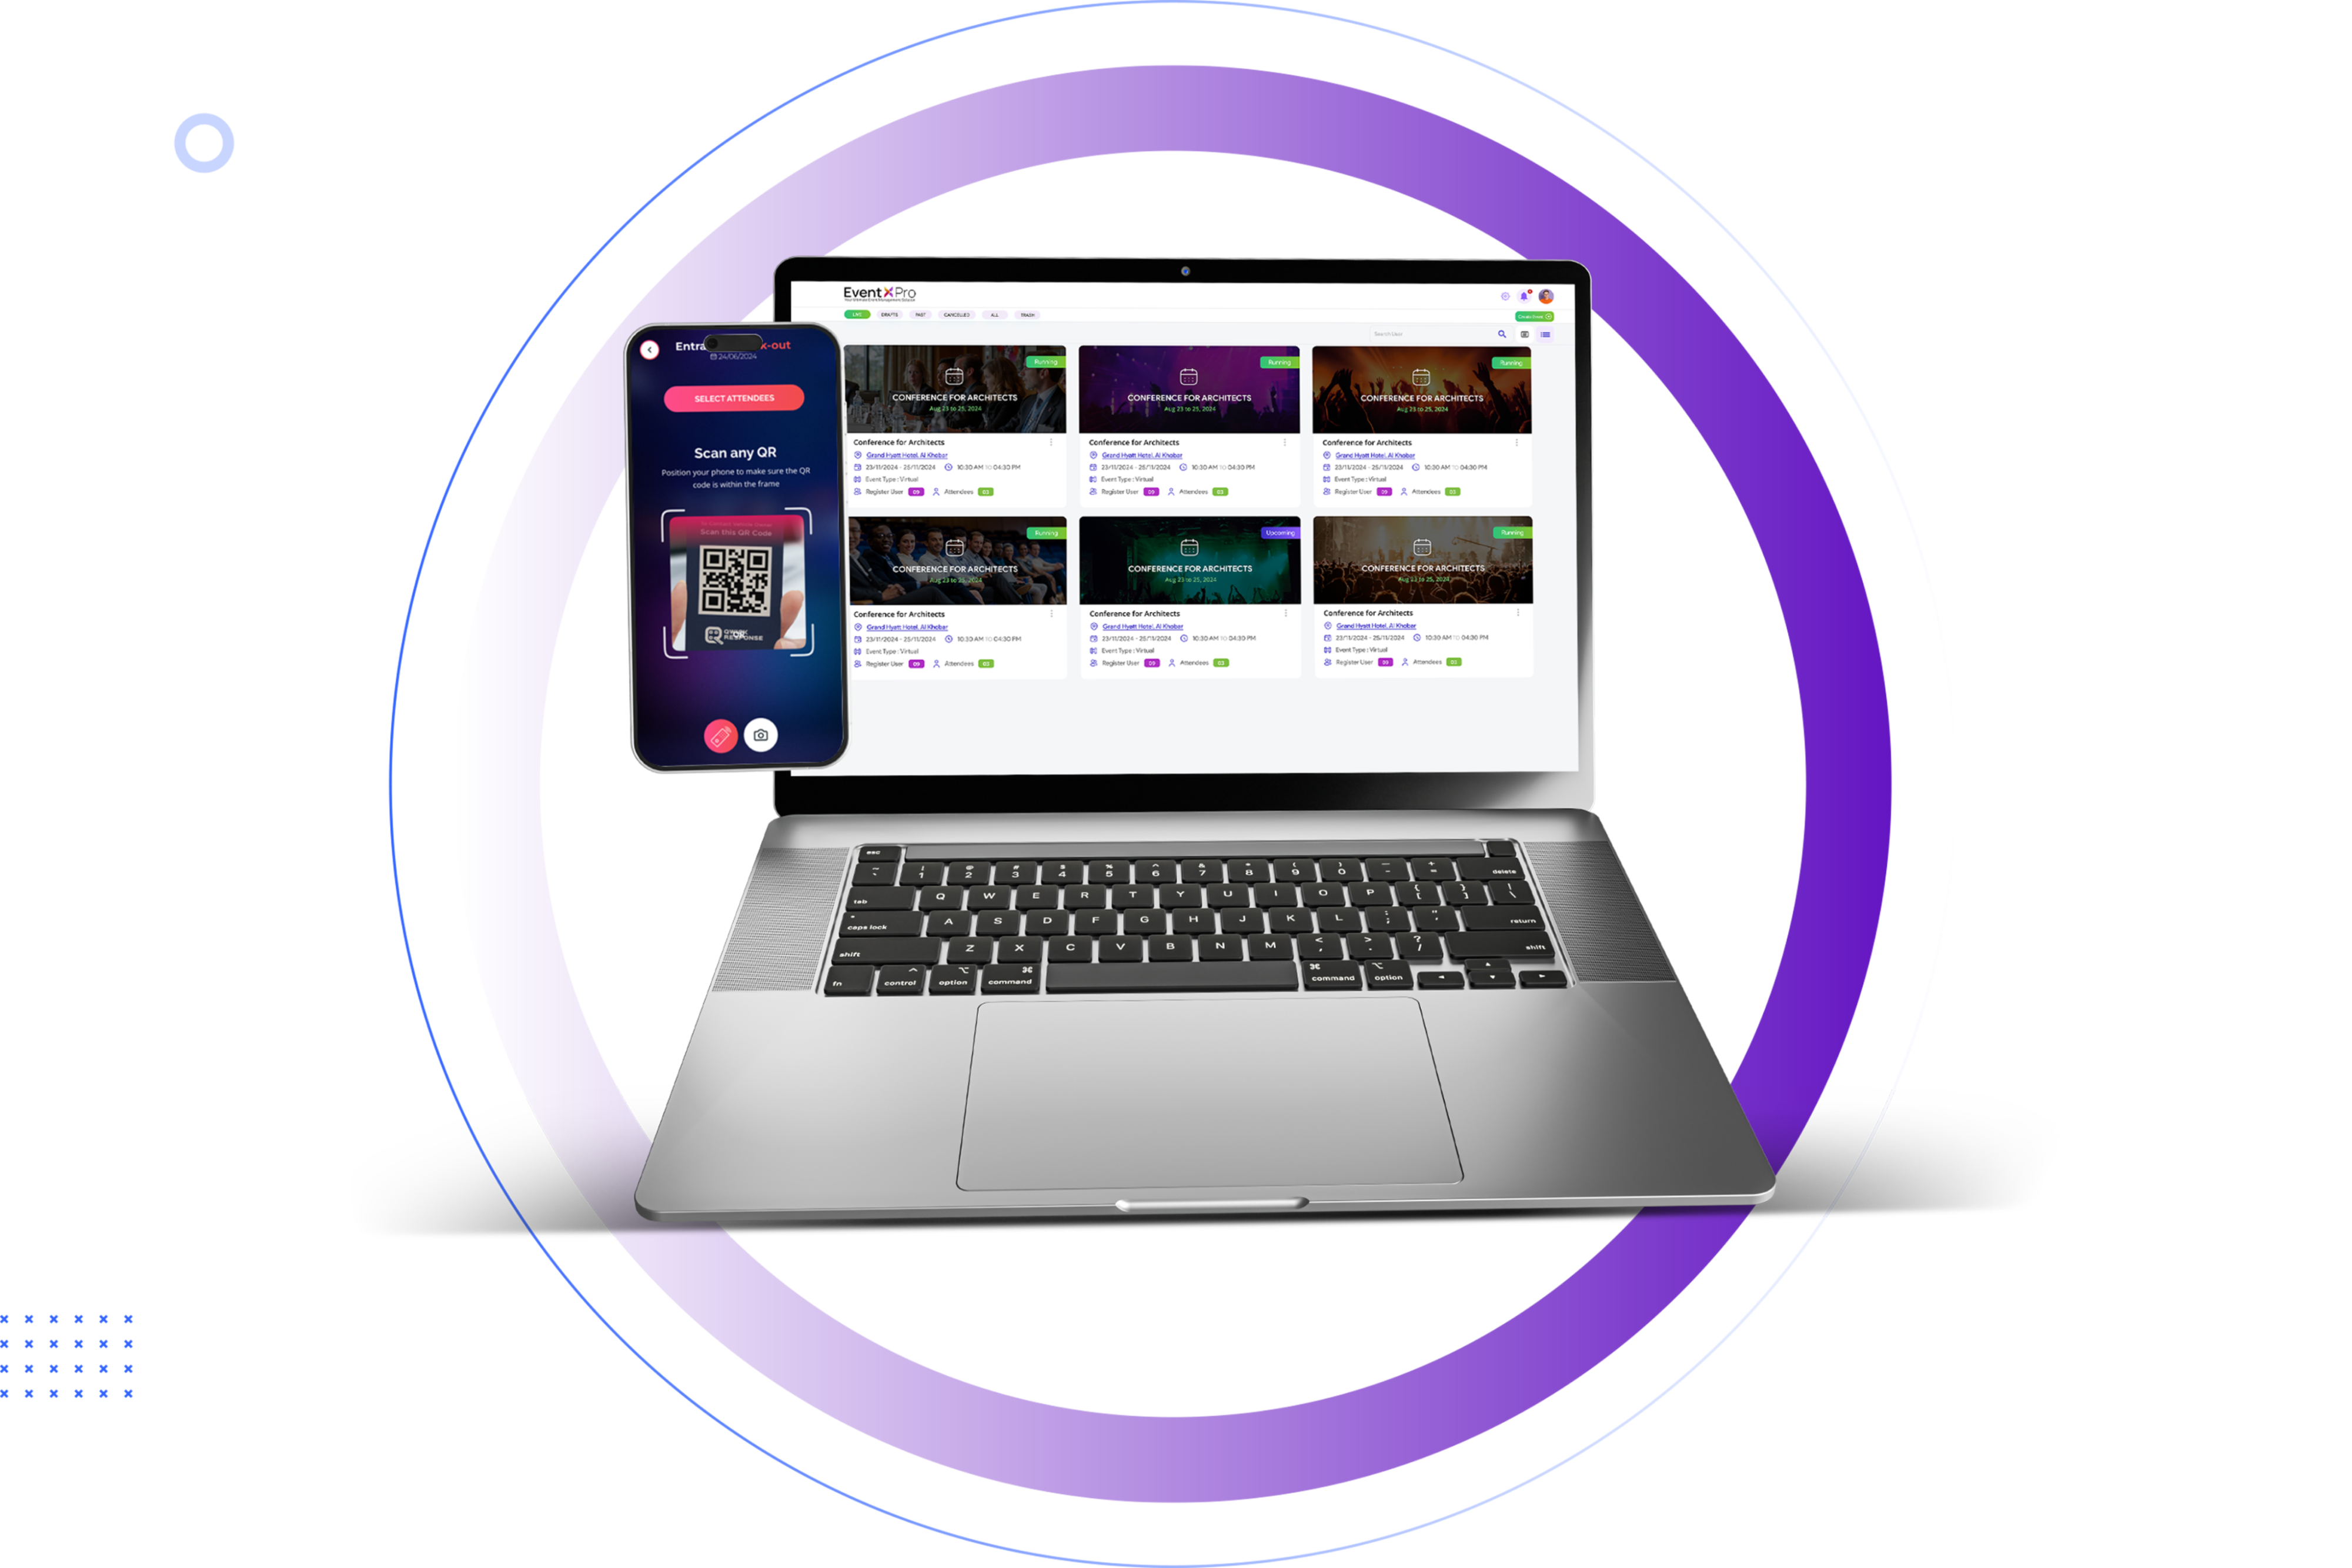 Entra k-out
24/06/2024
SELECT ATTENDEES
Scan any QR
Position your phone to make sure the QR
code is within the frame
Scan this QR Code
RESPONSE
EventXPro
LIVE DRAFTS PAST CANCELLED ALL TRASH
Create Event
Search User
Running
CONFERENCE FOR ARCHITECTS
Aug 23 to 25, 2024
Conference for Architects
Grand Hyatt Hotel, Al Khobar
23/11/2024 - 25/11/2024 10:30 AM TO 04:30 PM
Event Type : Virtual
Register User 09 Attendees 03
Running
CONFERENCE FOR ARCHITECTS
Aug 23 to 25, 2024
Conference for Architects
Grand Hyatt Hotel, Al Khobar
23/11/2024 - 25/11/2024 10:30 AM TO 04:30 PM
Event Type : Virtual
Register User 09 Attendees 03
Running
CONFERENCE FOR ARCHITECTS
Aug 23 to 25, 2024
Conference for Architects
Grand Hyatt Hotel, Al Khobar
23/11/2024 - 25/11/2024 10:30 AM TO 04:30 PM
Event Type : Virtual
Register User 09 Attendees 03
Running
CONFERENCE FOR ARCHITECTS
Aug 23 to 25, 2024
Conference for Architects
Grand Hyatt Hotel, Al Khobar
23/11/2024 - 25/11/2024 10:30 AM TO 04:30 PM
Event Type : Virtual
Register User 09 Attendees 03
Upcoming
CONFERENCE FOR ARCHITECTS
Aug 23 to 25, 2024
Conference for Architects
Grand Hyatt Hotel, Al Khobar
23/11/2024 - 25/11/2024 10:30 AM TO 04:30 PM
Event Type : Virtual
Register User 09 Attendees 03
Running
CONFERENCE FOR ARCHITECTS
Aug 23 to 25, 2024
Conference for Architects
Grand Hyatt Hotel, Al Khobar
23/11/2024 - 25/11/2024 10:30 AM TO 04:30 PM
Event Type : Virtual
Register User 09 Attendees 03
esc
~ ! @ # $ % ^ & * ( ) — +
` 1 2 3 4 5 6 7 8 9 0 - = delete
tab Q W E R T Y U I O P { [ } ] | \
caps lock A S D F G H J K L : ; " ' return
shift Z X C V B N M < , > . ? / shift
fn control option command command option